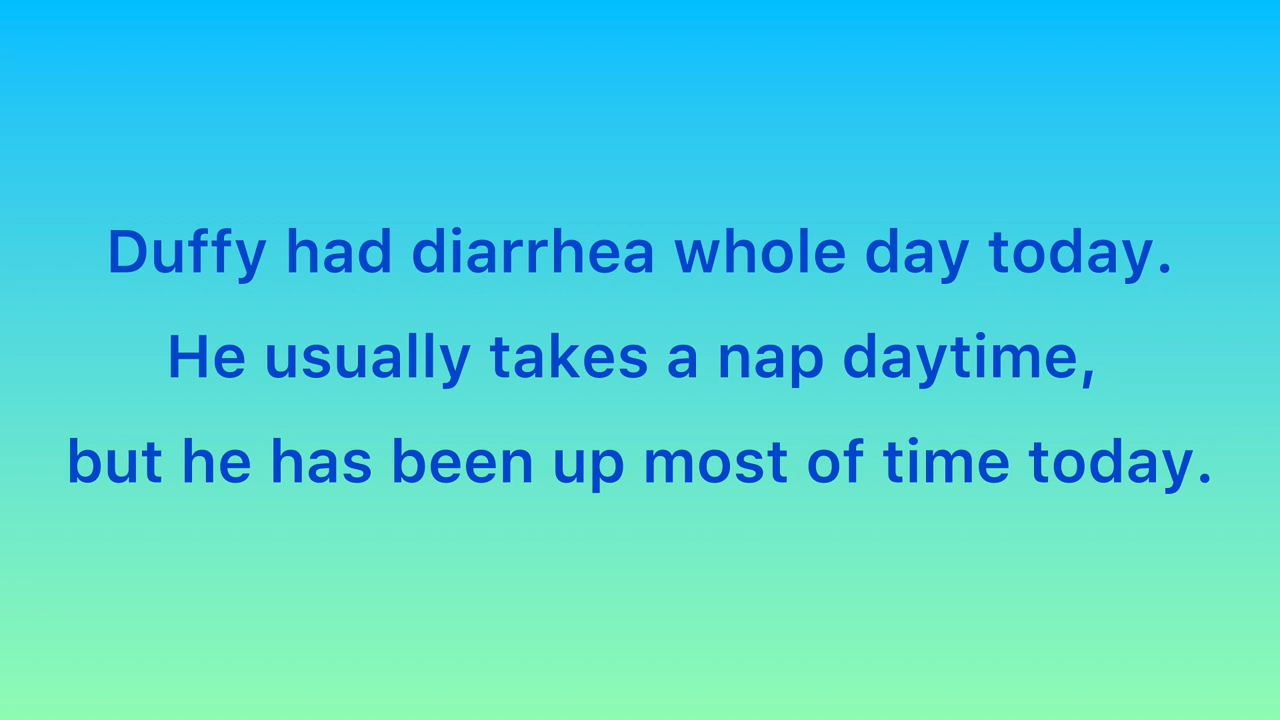 Duffy had diarrhea whole day today.
He usually takes a nap daytime,
but he has been up most of time today.